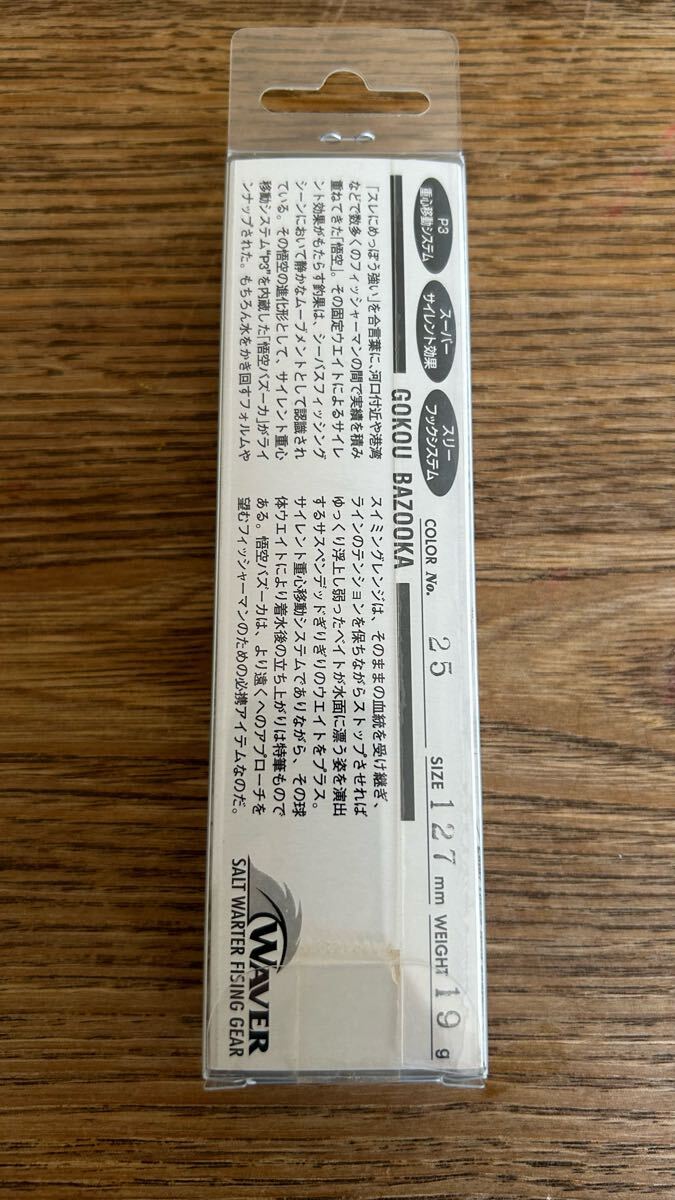 P3
重心移動システム
スーパー
サイレント効果
スリー
フックシステム
COLOR No. 25 SIZE 127mm WEIGHT 19g
GOKOU BAZOOKA
「スレにめっぽう強い」を合言葉に、河口付近や港湾
などで数多くのフィッシャーマンの間で実績を積み
重ねてきた「悟空」。その固定ウエイトによるサイレ
ント効果がもたらす釣果は、シーバスフィッシング
シーンにおいて静かなムーブメントとして認識され
ている。その悟空の進化形として、サイレント重心
移動システム“P3”を内蔵した「悟空バズーカ」がライ
ンナップされた。もちろん水をかき回すフォルムや
スイミングレンジは、そのままの血統を受け継ぎ、
ラインのテンションを保ちながらストップさせれば
ゆっくり浮上し弱ったベイトが水面に漂う姿を演出
するサスペンデッドぎりぎりのウエイトをプラス。
サイレント重心移動システムでありながら、その球
体ウエイトにより着水後の立ち上がりは特筆もので
ある。悟空バズーカは、より遠くへのアプローチを
望むフィッシャーマンのための必携アイテムなのだ。
WAVER
SALT WARTER FISING GEAR